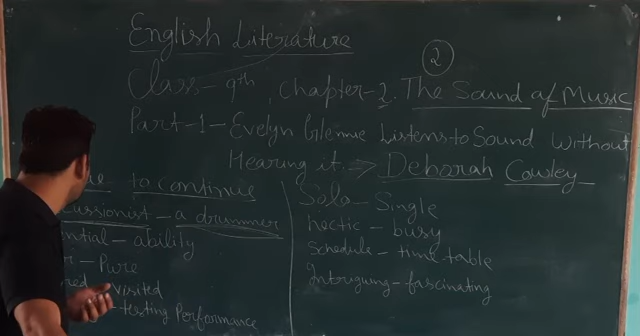 English Literature
2
Class - 9th, Chapter - 2. The Sound of Music
Part - 1 - Evelyn Glennie Listens to Sound Without
Hearing it. ⇒ Deborah Cowley
to continue
cussionist - a drummer
ential - ability
- Pure
- visited
- testing Performance
Solo - Single
hectic - busy
Schedule - time table
Intriguing - fascinating